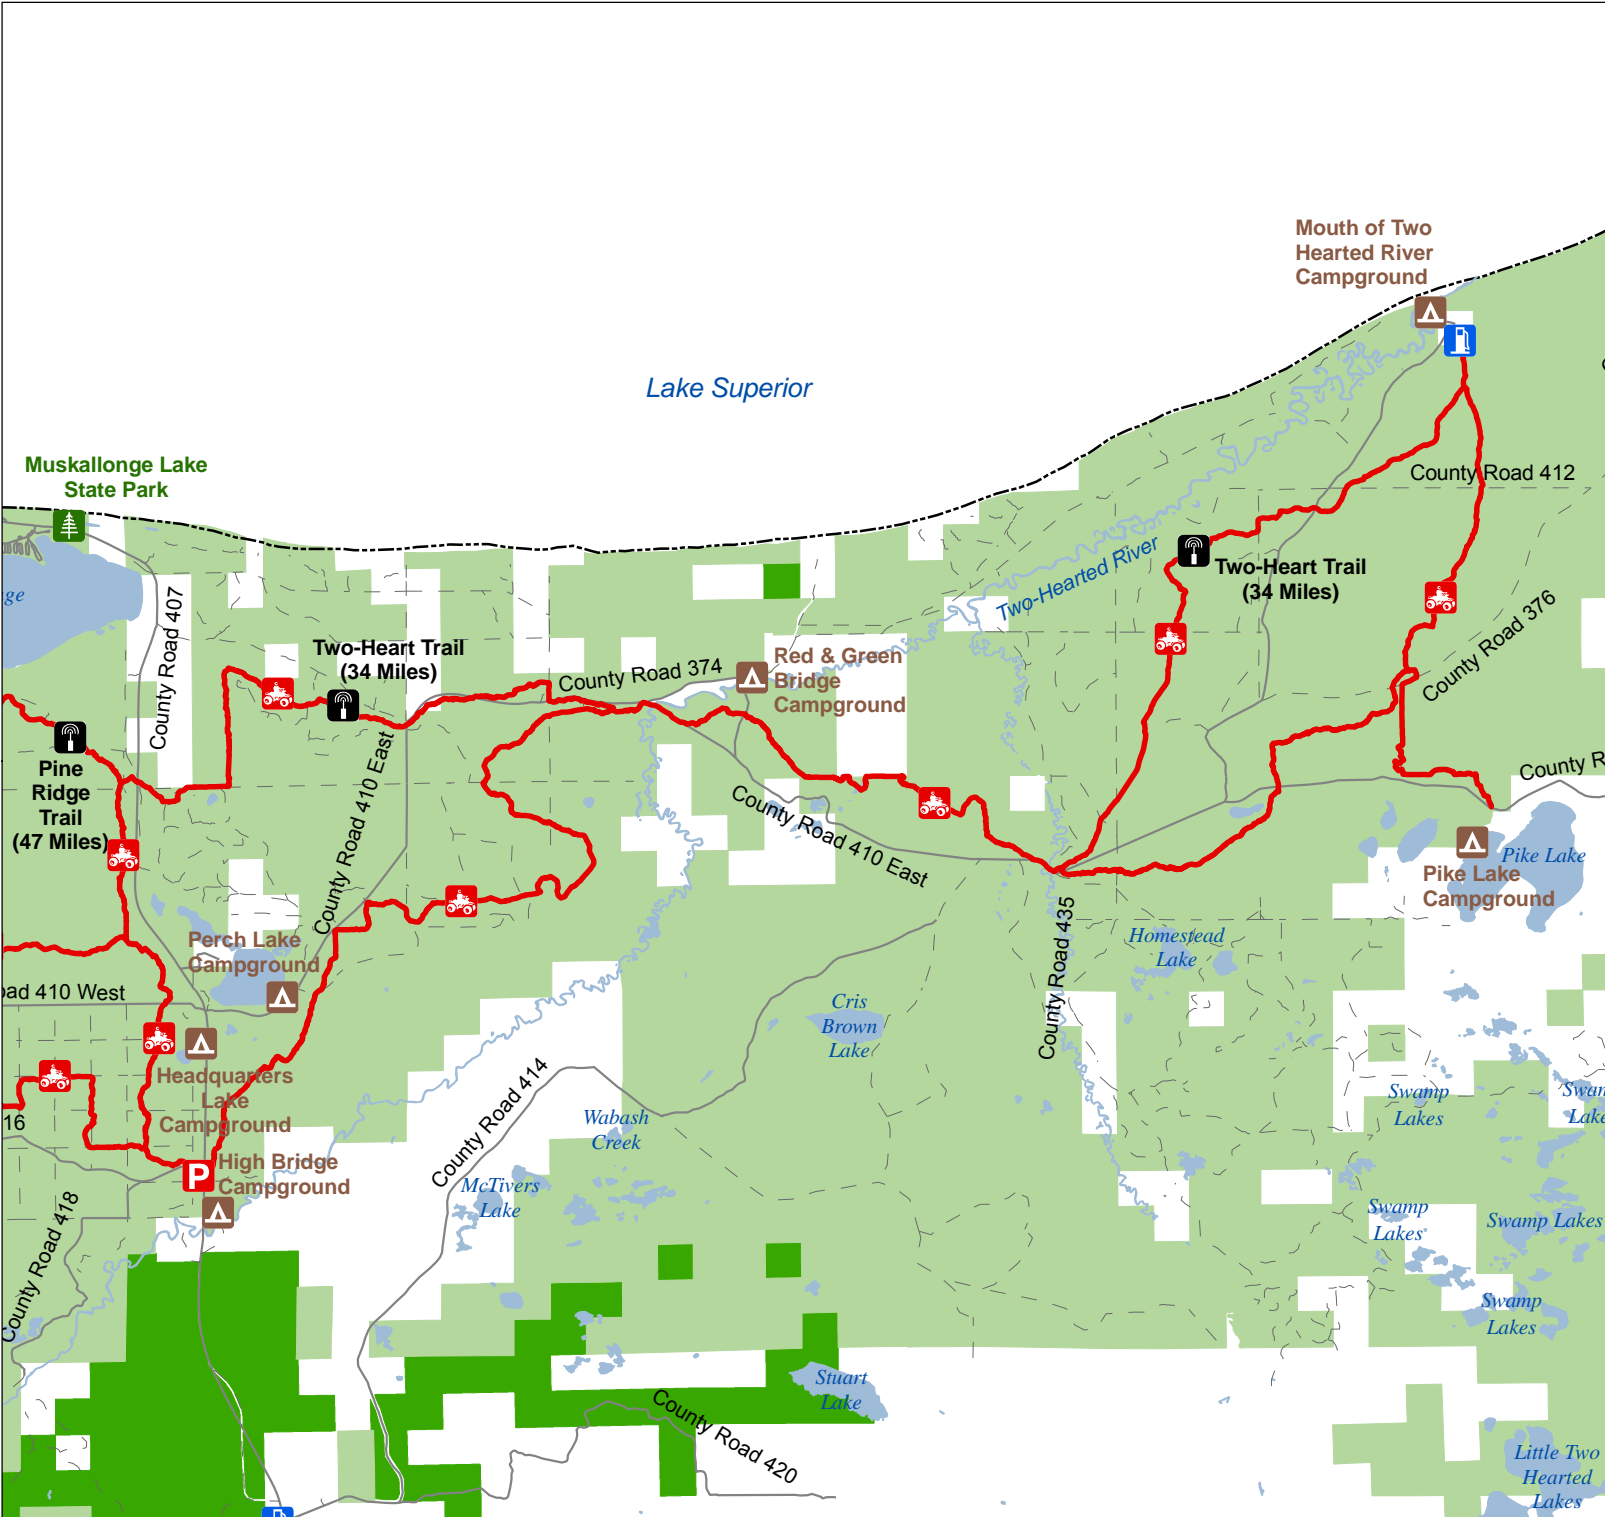 Mouth of Two
Hearted River
Campground
Lake Superior
Muskallonge Lake
State Park
County Road 412
Two-Hearted River
Two-Heart Trail
(34 Miles)
ge
County Road 407
Two-Heart Trail
(34 Miles)
County Road 374
Red & Green
Bridge
Campground
County Road 376
Pine
Ridge
Trail
(47 Miles)
County Road 410 East
County Road 410 East
County R
Pike Lake
Pike Lake
Campground
Perch Lake
Campground
oad 410 West
County Road 435
Homestead
Lake
Cris
Brown
Lake
Headquarters
Lake
Campground
16
County Road 414
Wabash
Creek
Swamp
Lakes
Swam
Lake
P
High Bridge
Campground
McTivers
Lake
Swamp
Lakes
Swamp Lakes
County Road 418
Swamp
Lakes
Stuart
Lake
County Road 420
Little Two
Hearted
Lakes